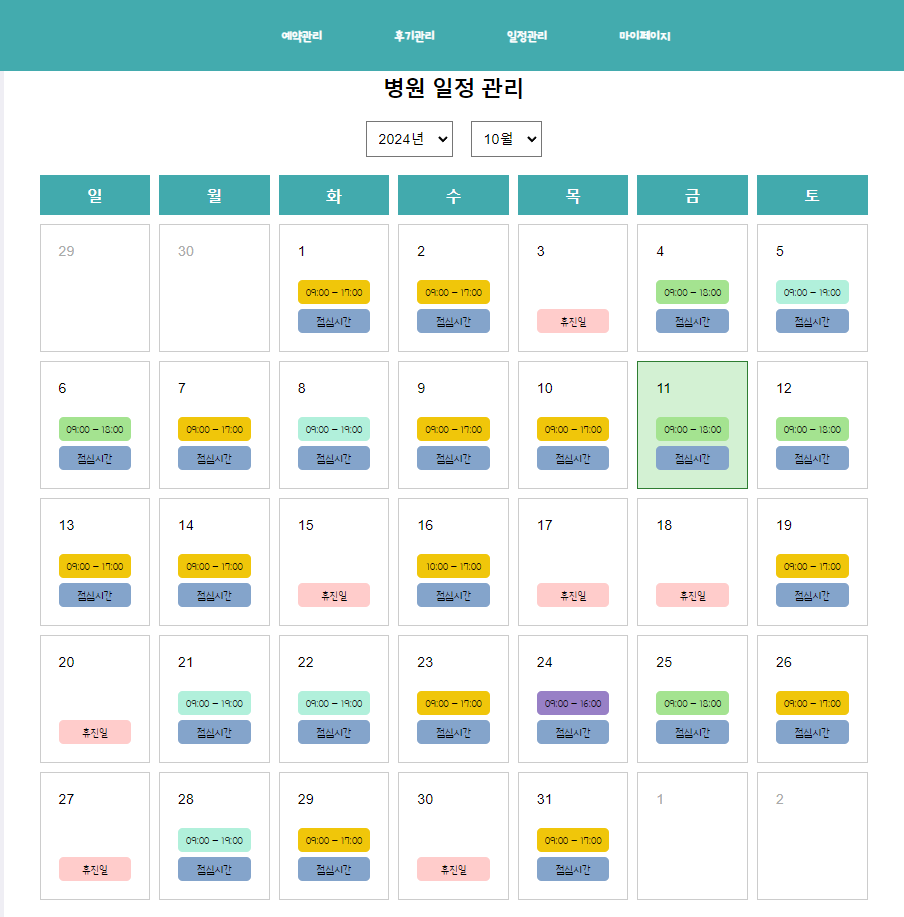 예약관리 후기관리 일정관리 마이페이지
병원 일정 관리
2024년 10월
일 월 화 수 목 금 토
29 30 1 2 3 4 5
09:00 - 17:00 09:00 - 17:00 09:00 - 18:00 09:00 - 19:00
점심시간 점심시간 휴진일 점심시간 점심시간
6 7 8 9 10 11 12
09:00 - 18:00 09:00 - 17:00 09:00 - 19:00 09:00 - 17:00 09:00 - 17:00 09:00 - 18:00 09:00 - 18:00
점심시간 점심시간 점심시간 점심시간 점심시간 점심시간 점심시간
13 14 15 16 17 18 19
09:00 - 17:00 09:00 - 17:00 10:00 - 17:00 09:00 - 17:00
점심시간 점심시간 휴진일 점심시간 휴진일 휴진일 점심시간
20 21 22 23 24 25 26
09:00 - 19:00 09:00 - 19:00 09:00 - 17:00 09:00 - 16:00 09:00 - 18:00 09:00 - 17:00
휴진일 점심시간 점심시간 점심시간 점심시간 점심시간 점심시간
27 28 29 30 31 1 2
09:00 - 19:00 09:00 - 17:00 09:00 - 17:00
휴진일 점심시간 점심시간 휴진일 점심시간